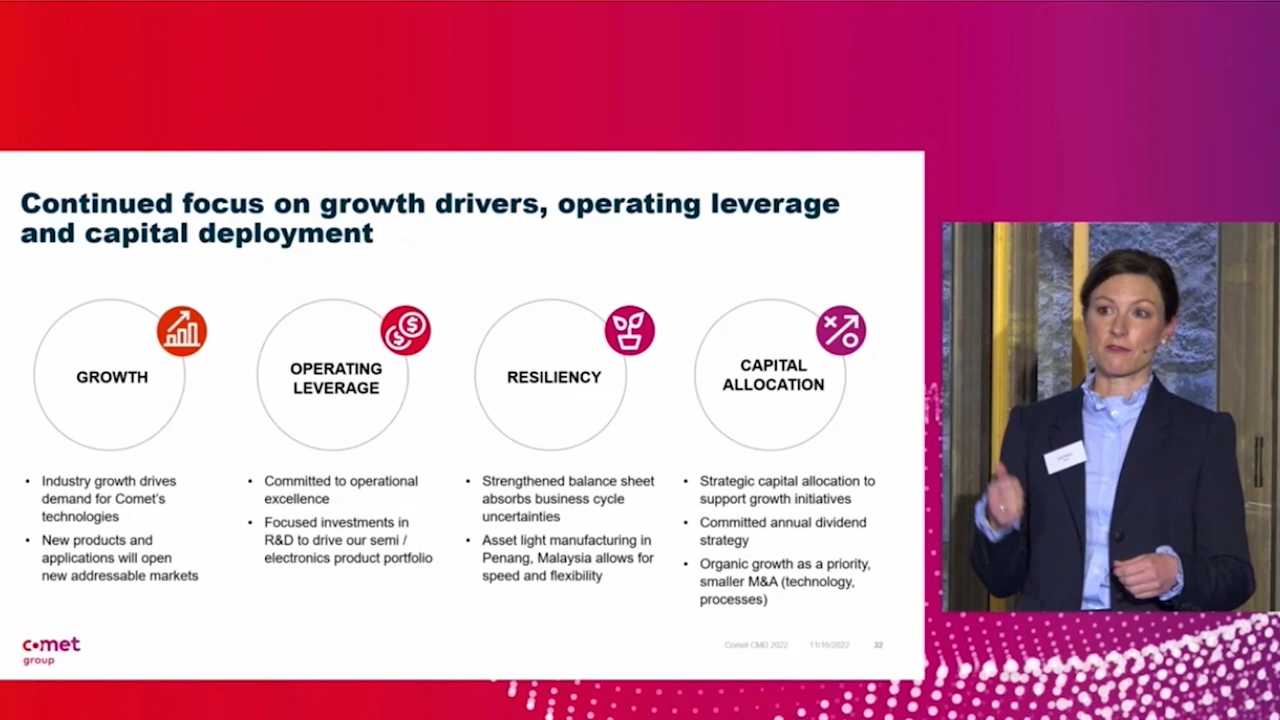 Continued focus on growth drivers, operating leverage
and capital deployment
GROWTH
• Industry growth drives
demand for Comet's
technologies
• New products and
applications will open
new addressable markets
OPERATING
LEVERAGE
• Committed to operational
excellence
• Focused investments in
R&D to drive our semi /
electronics product portfolio
RESILIENCY
• Strengthened balance sheet
absorbs business cycle
uncertainties
• Asset light manufacturing in
Penang, Malaysia allows for
speed and flexibility
CAPITAL
ALLOCATION
• Strategic capital allocation to
support growth initiatives
• Committed annual dividend
strategy
• Organic growth as a priority,
smaller M&A (technology,
processes)
comet
group
Comet CMD 2022 11/16/2022 32